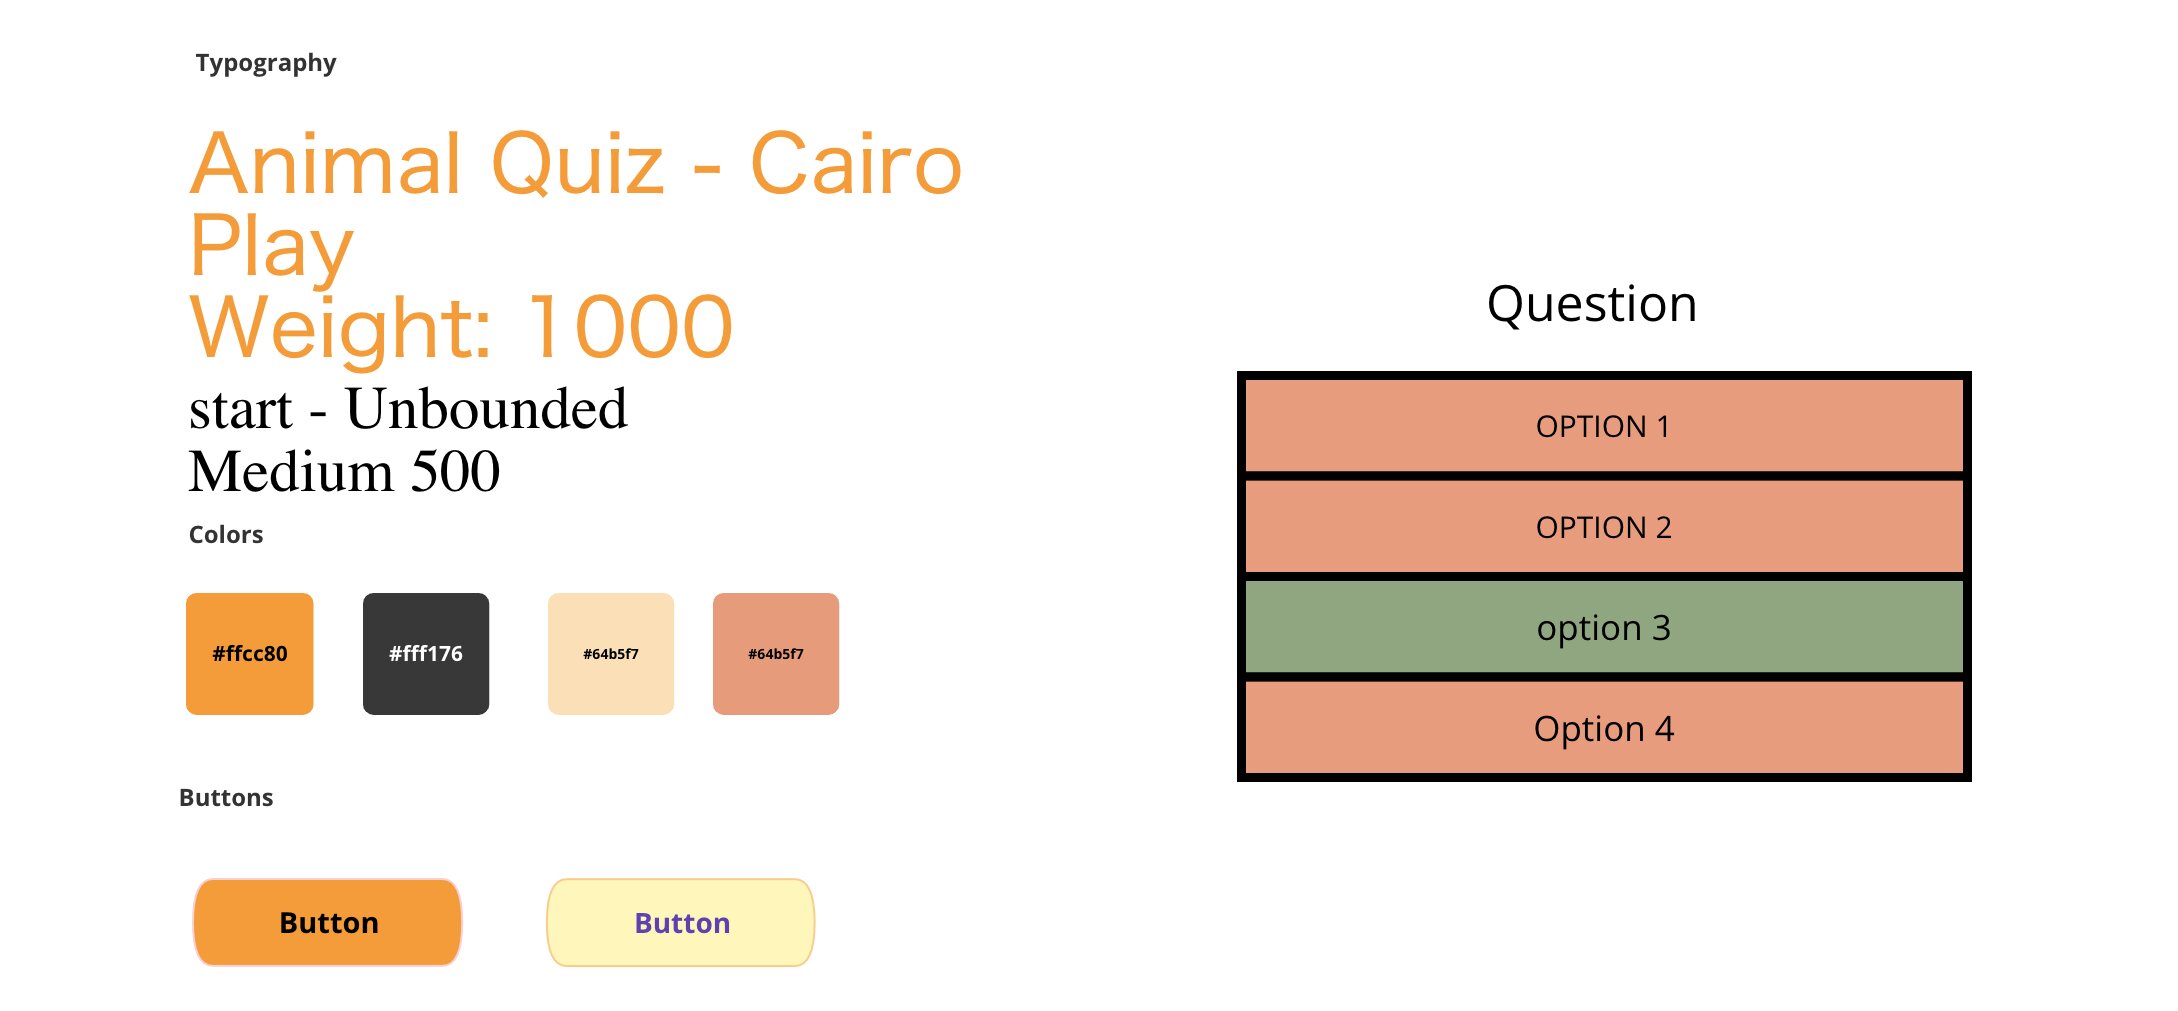 Typography
Animal Quiz - Cairo
Play
Weight: 1000
start - Unbounded
Medium 500
Colors
#ffcc80
#fff176
#64b5f7
#64b5f7
Buttons
Button
Button
Question
OPTION 1
OPTION 2
option 3
Option 4